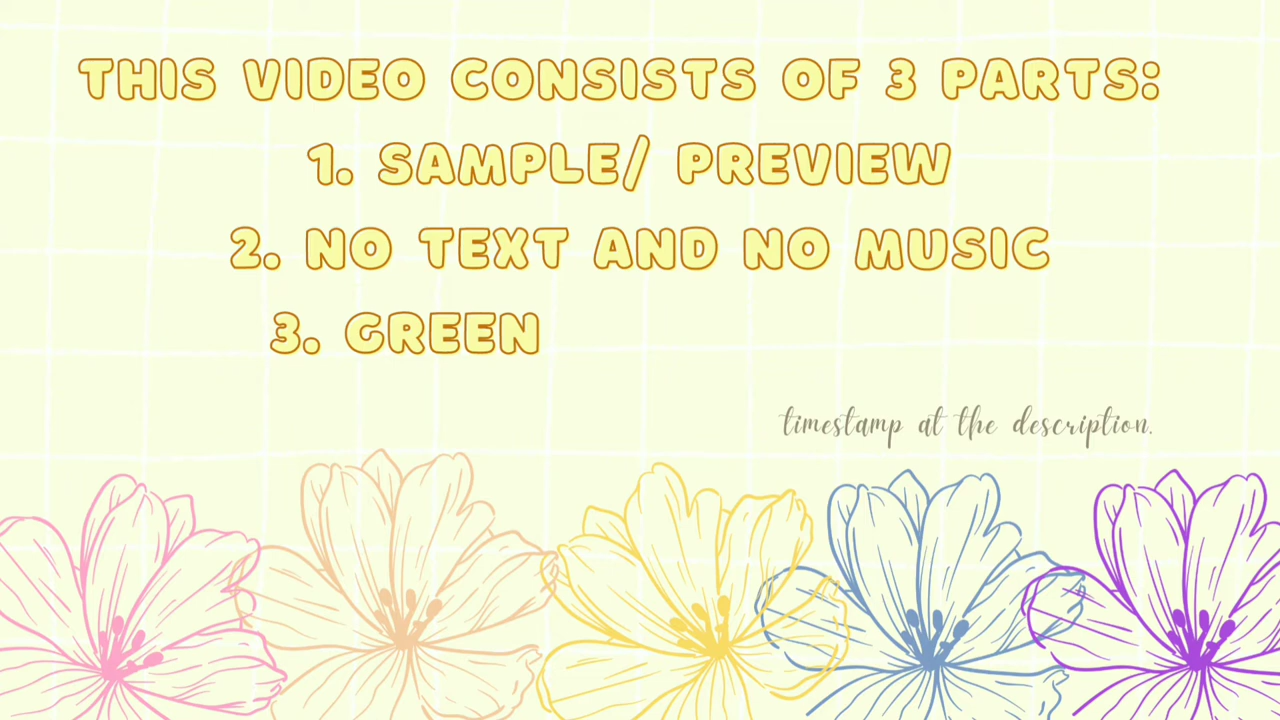 THIS VIDEO CONSISTS OF 3 PARTS:
1. SAMPLE/ PREVIEW
2. NO TEXT AND NO MUSIC
3. GREEN
timestamp at the description.